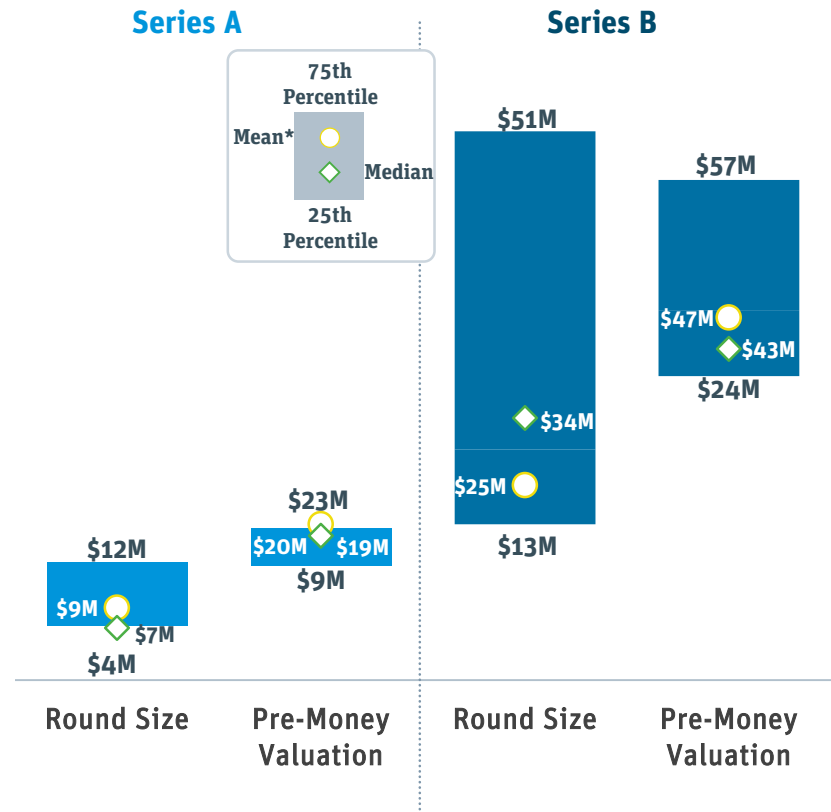 Series A
Series B
75th
Percentile
Mean*
Median
25th
Percentile
$12M
$9M
$7M
$4M
$23M
$20M
$19M
$9M
$51M
$34M
$25M
$13M
$57M
$47M
$43M
$24M
Round Size
Pre-Money
Valuation
Round Size
Pre-Money
Valuation